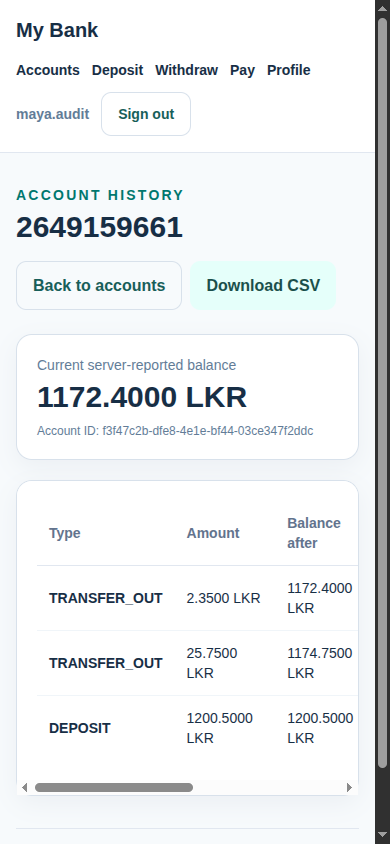 My Bank
Accounts Deposit Withdraw Pay Profile
maya.audit Sign out
ACCOUNT HISTORY
2649159661
Back to accounts Download CSV
Current server-reported balance
1172.4000 LKR
Account ID: f3f47c2b-dfe8-4e1e-bf44-03ce347f2ddc
Type Amount Balance after
TRANSFER_OUT 2.3500 LKR 1172.4000 LKR
TRANSFER_OUT 25.7500 LKR 1174.7500 LKR
DEPOSIT 1200.5000 LKR 1200.5000 LKR